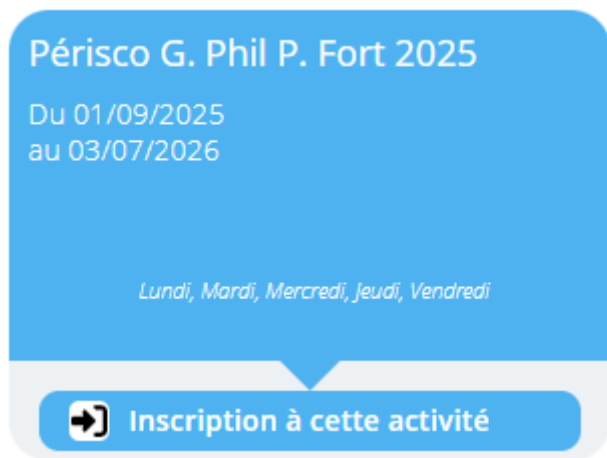 Périsco G. Phil P. Fort 2025
Du 01/09/2025
au 03/07/2026
Lundi, Mardi, Mercredi, Jeudi, Vendredi
Inscription à cette activité